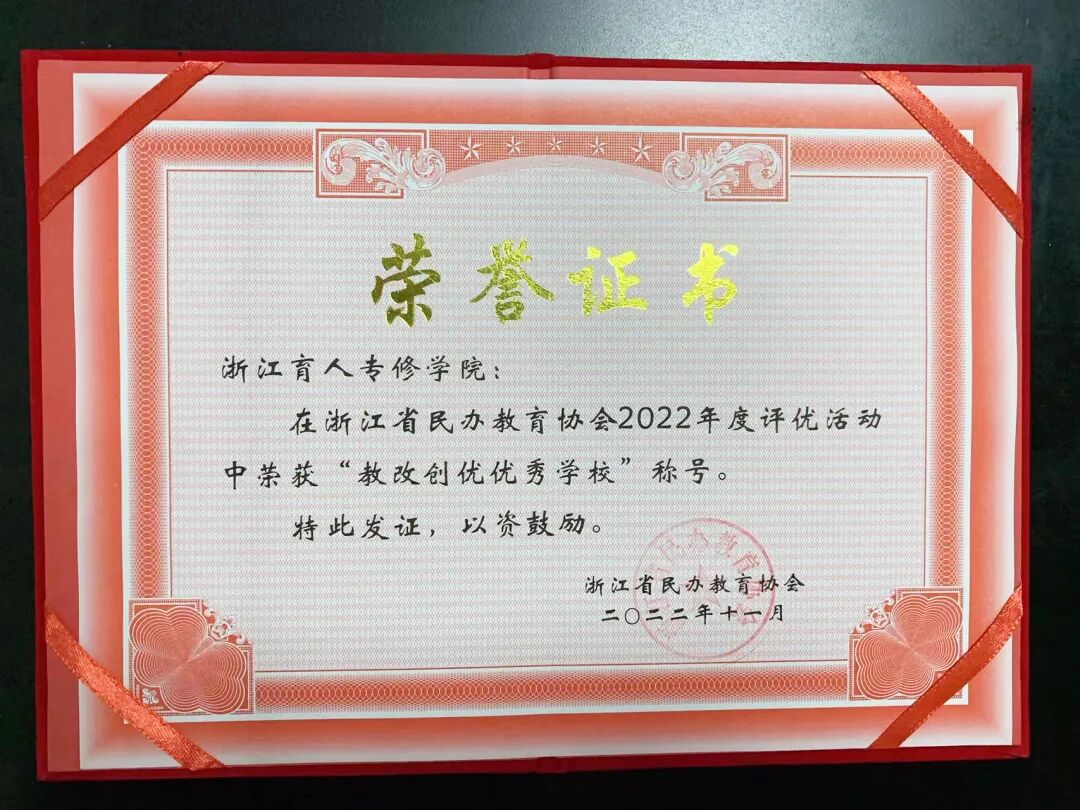 荣誉证书
浙江育人专修学院：
在浙江省民办教育协会2022年度评优活动
中荣获“教改创优优秀学校”称号。
特此发证，以资鼓励。
浙江省民办教育协会
二〇二二年十一月